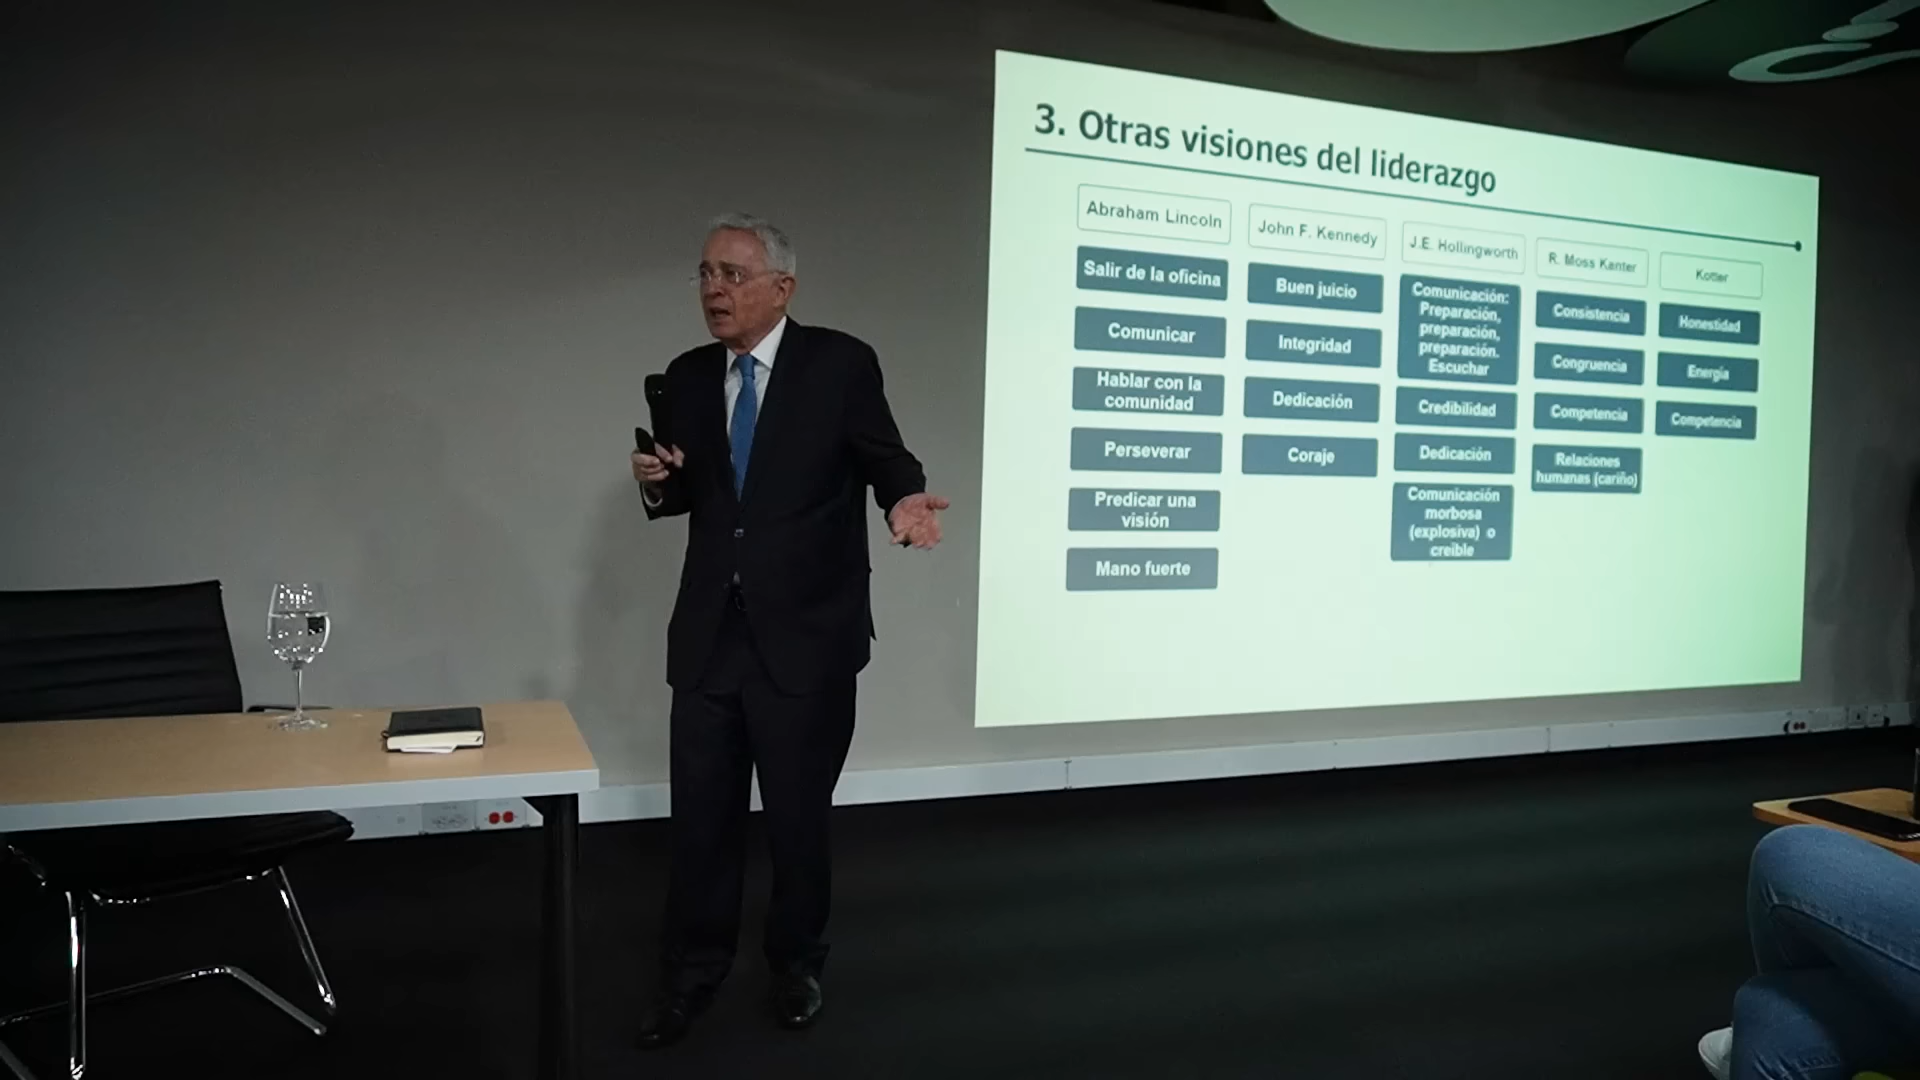 3. Otras visiones del liderazgo
Abraham Lincoln
Salir de la oficina
Comunicar
Hablar con la
comunidad
Perseverar
Predicar una
visión
Mano fuerte
John F. Kennedy
Buen juicio
Integridad
Dedicación
Coraje
J.E. Hollingworth
Comunicación:
Preparación,
preparación,
preparación.
Escuchar
Credibilidad
Dedicación
Comunicación
morbosa
(explosiva) o
creíble
R. Moss Kanter
Consistencia
Congruencia
Competencia
Relaciones
humanas (cariño)
Kotter
Honestidad
Energía
Competencia